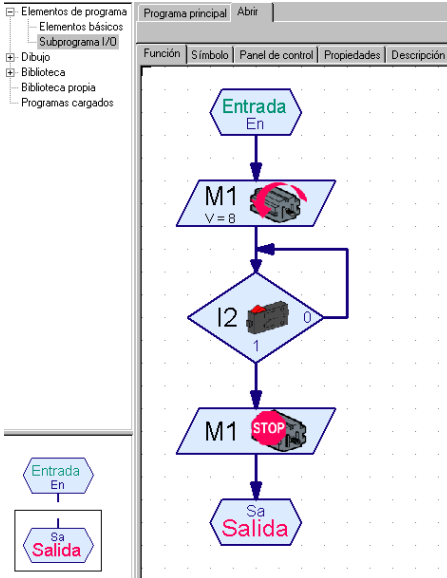 Elementos de programa
Elementos básicos
Subprograma I/O
Dibujo
Biblioteca
Biblioteca propia
Programas cargados
Programa principal
Abrir
Función
Símbolo
Panel de control
Propiedades
Descripción
Entrada
En
M1
V = 8
I2
0
1
M1
STOP
Sa
Salida
Entrada
En
Sa
Salida